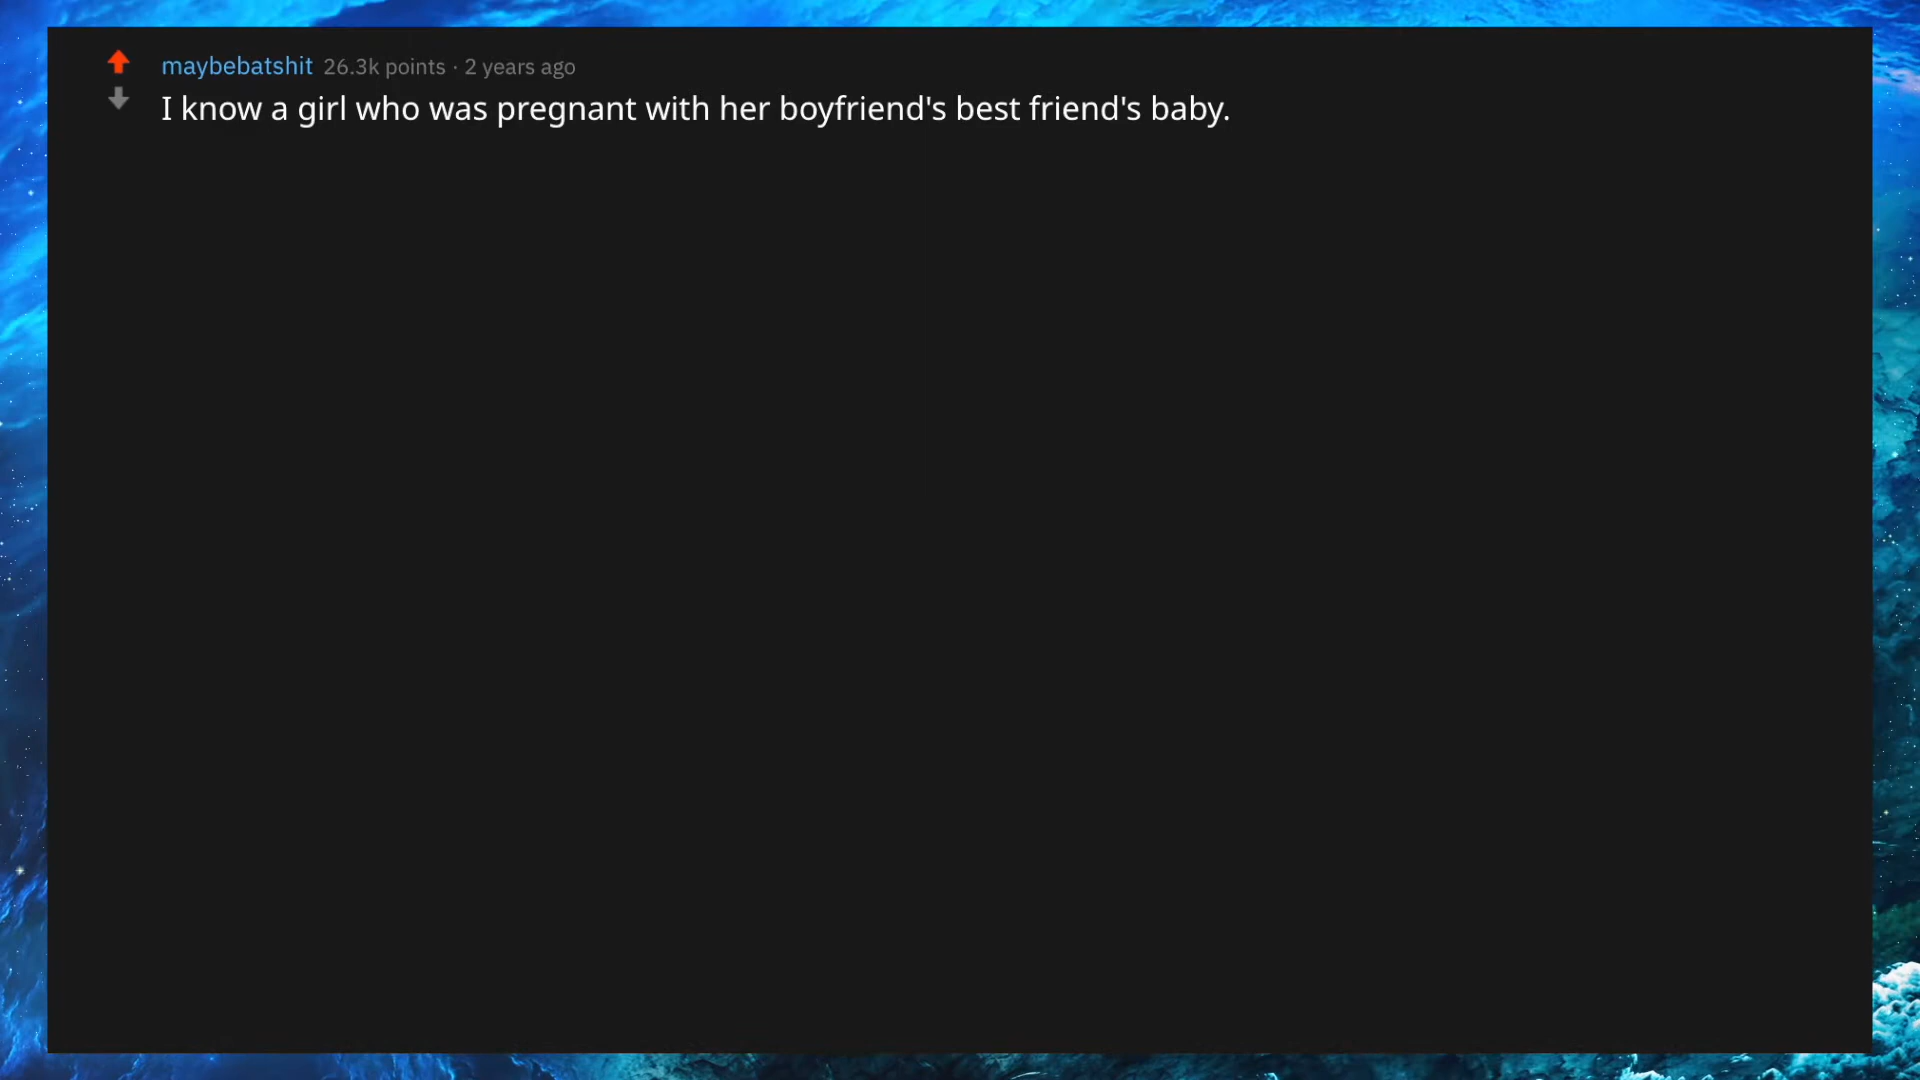 maybebatshit 26.3k points · 2 years ago
I know a girl who was pregnant with her boyfriend's best friend's baby.